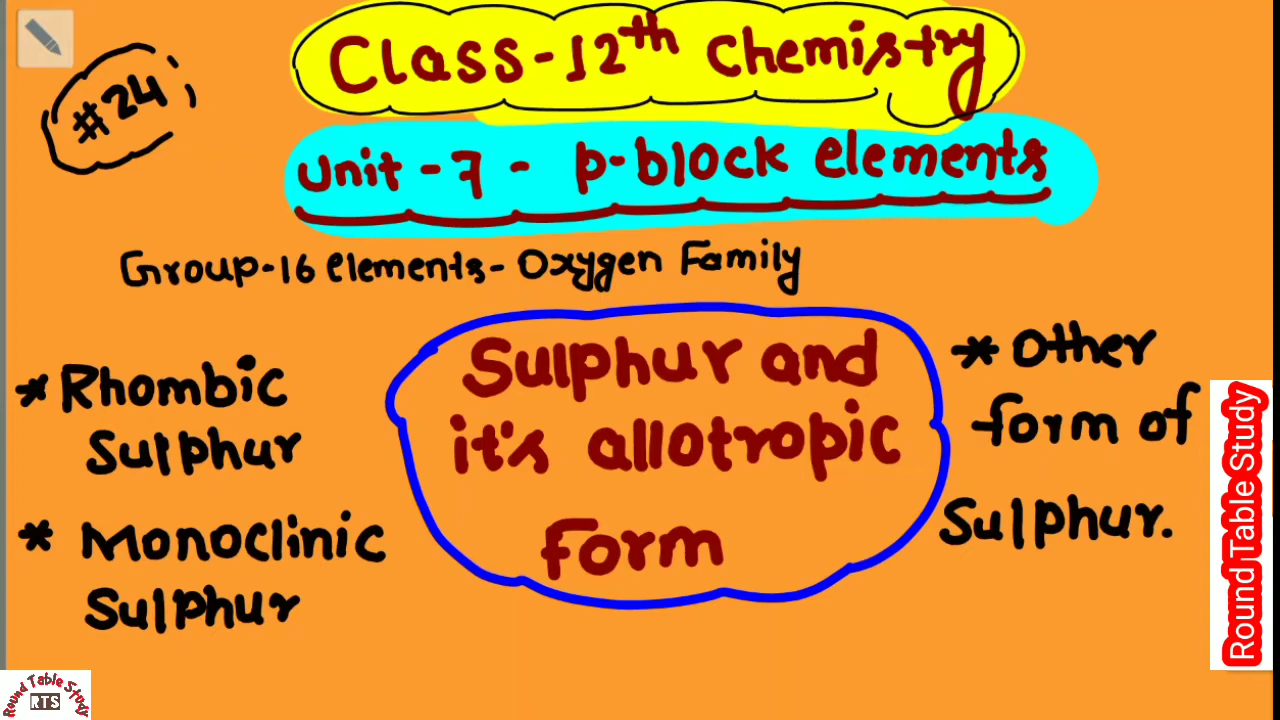 #24
Class-12th Chemistry
Unit-7- p-block elements
Group-16 elements- Oxygen Family
* Rhombic
Sulphur
* Monoclinic
Sulphur
Sulphur and
it's allotropic
form
* Other
form of
Sulphur.
Round Table Study
Round Table Study
RTS